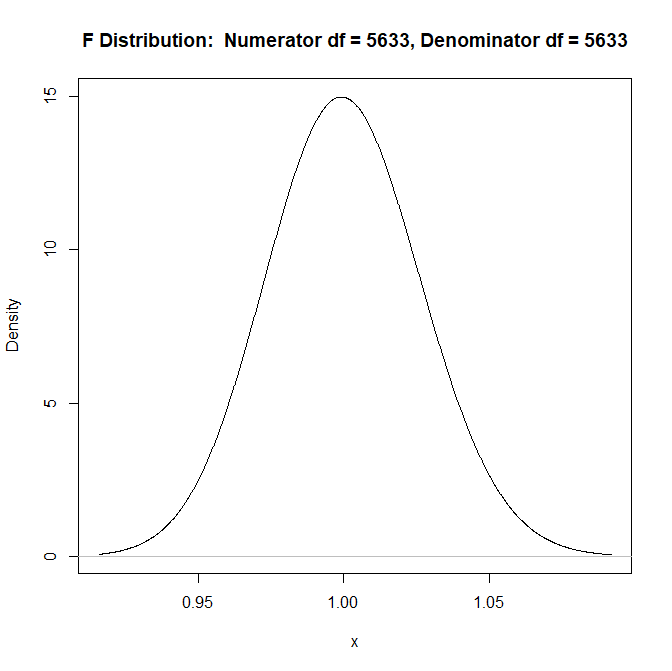 F Distribution:  Numerator df = 5633, Denominator df = 5633
15
10
5
0
Density
0.95 1.00 1.05
x